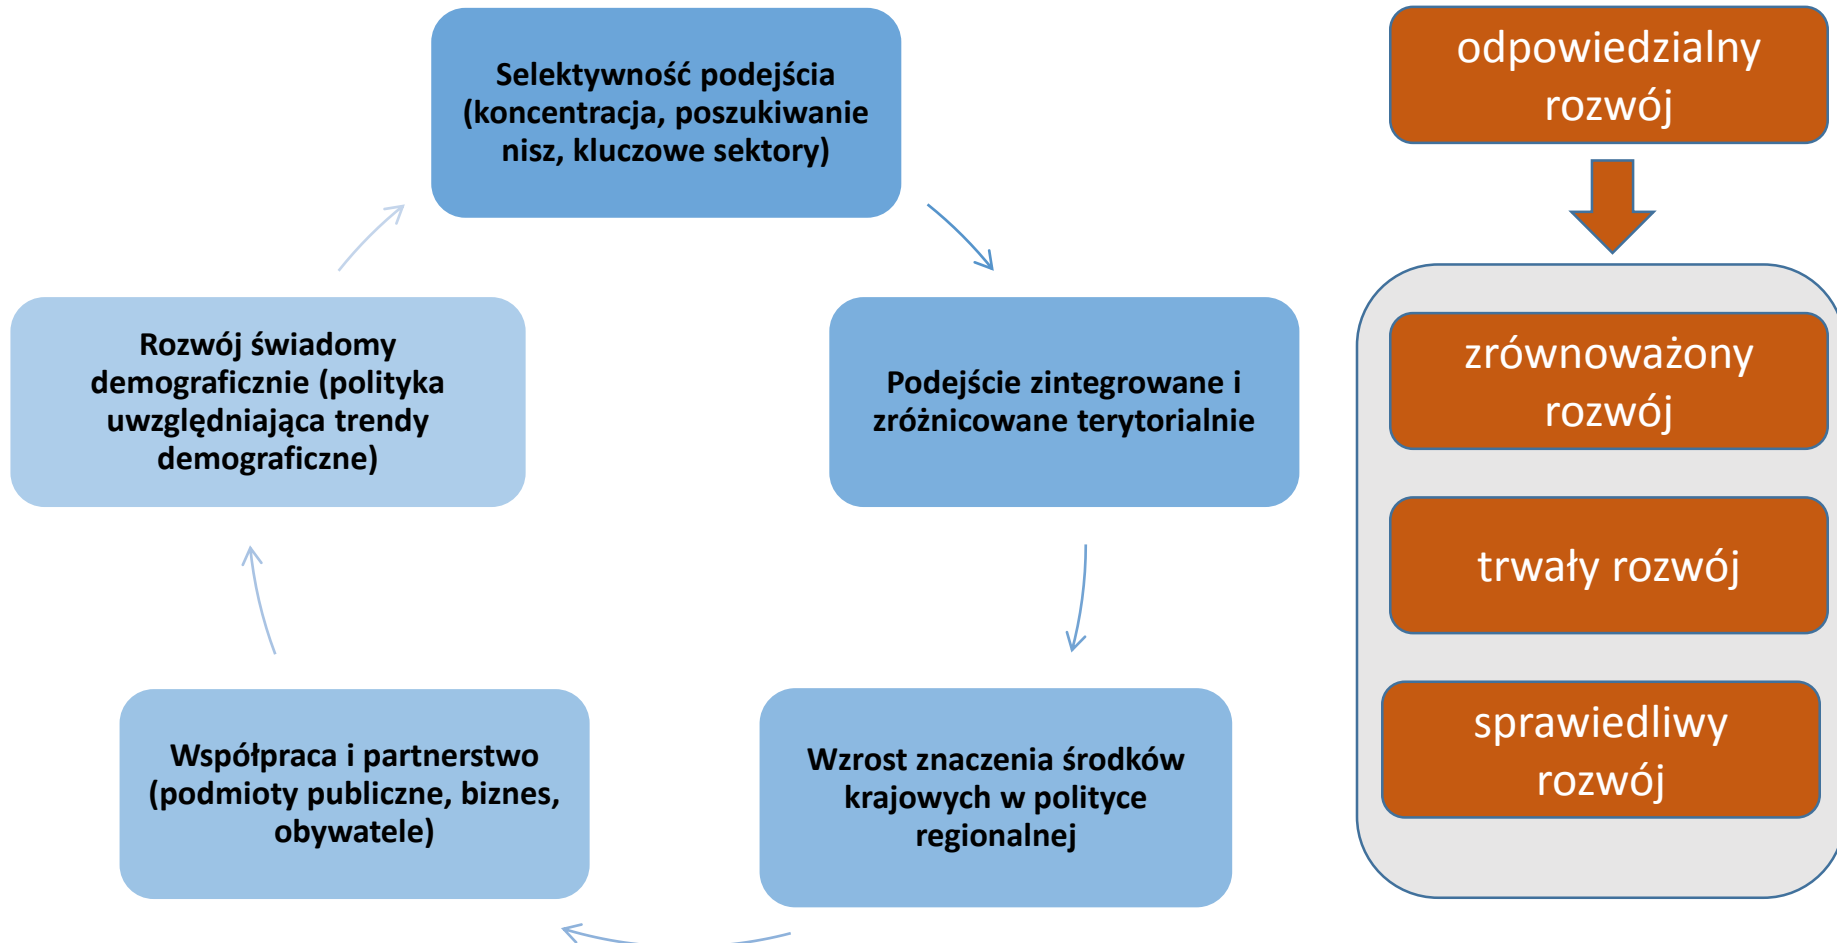 Selektywność podejścia
(koncentracja, poszukiwanie
nisz, kluczowe sektory)
Podejście zintegrowane i
zróżnicowane terytorialnie
Wzrost znaczenia środków
krajowych w polityce
regionalnej
Współpraca i partnerstwo
(podmioty publiczne, biznes,
obywatele)
Rozwój świadomy
demograficznie (polityka
uwzględniająca trendy
demograficzne)
odpowiedzialny
rozwój
zrównoważony
rozwój
trwały rozwój
sprawiedliwy
rozwój